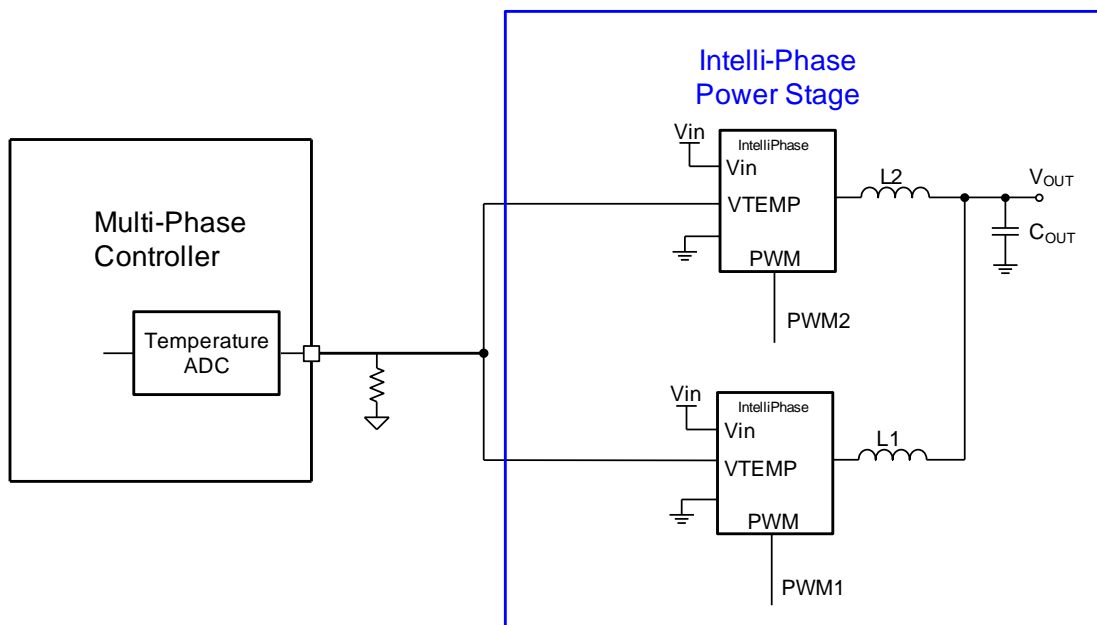 Intelli-Phase
Power Stage
Multi-Phase
Controller
Temperature
ADC
Vin
IntelliPhase
Vin
VTEMP
PWM
L2
VOUT
COUT
PWM2
Vin
IntelliPhase
Vin
VTEMP
PWM
L1
PWM1